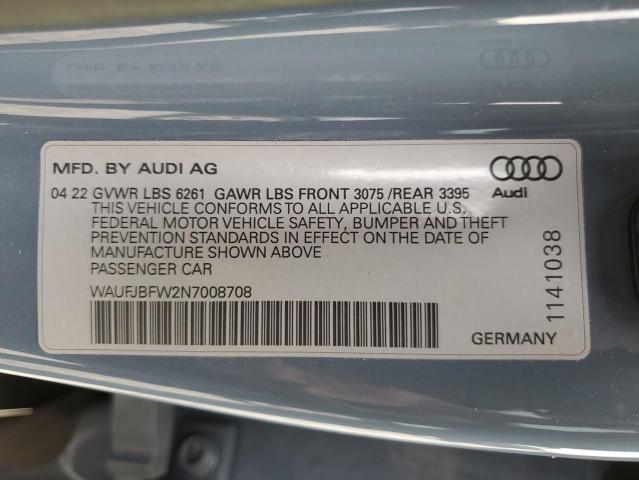 MFD. BY AUDI AG
04 22 GVWR LBS 6261 GAWR LBS FRONT 3075 /REAR 3395
Audi
THIS VEHICLE CONFORMS TO ALL APPLICABLE U.S.
FEDERAL MOTOR VEHICLE SAFETY, BUMPER AND THEFT
PREVENTION STANDARDS IN EFFECT ON THE DATE OF
MANUFACTURE SHOWN ABOVE
PASSENGER CAR
WAUFJBFW2N7008708
1141038
GERMANY